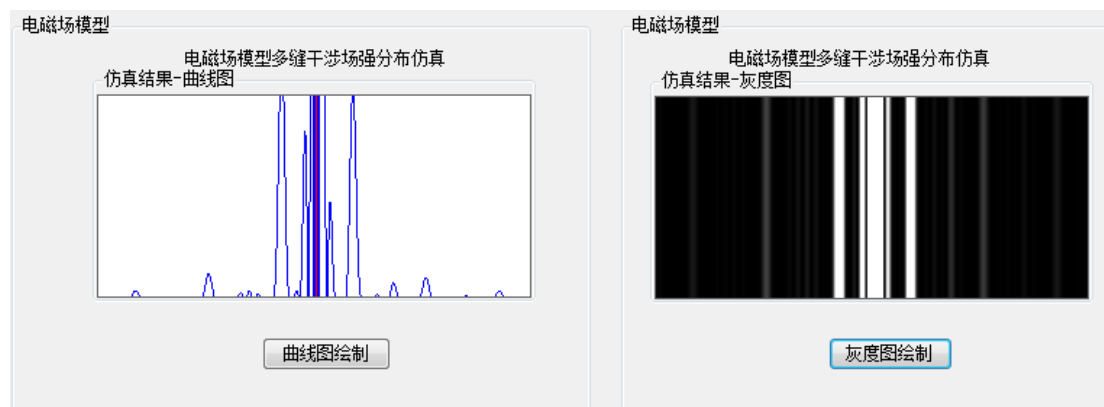 电磁场模型
电磁场模型多缝干涉场强分布仿真
仿真结果-曲线图
曲线图绘制
电磁场模型
电磁场模型多缝干涉场强分布仿真
仿真结果-灰度图
灰度图绘制